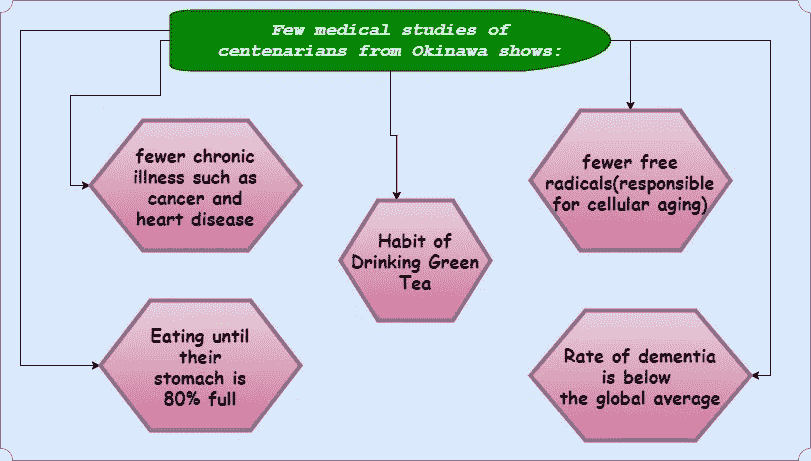 Few medical studies of
centenarians from Okinawa shows:
fewer chronic
illness such as
cancer and
heart disease
Habit of
Drinking Green
Tea
fewer free
radicals(responsible
for cellular aging)
Eating until
their
stomach is
80% full
Rate of dementia
is below
the global average